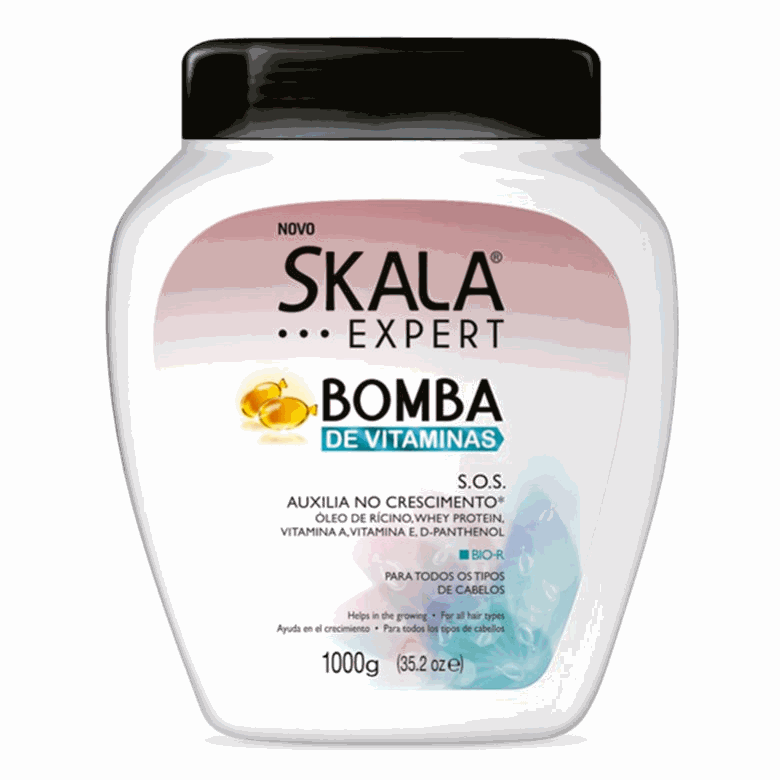 NOVO
SKALA®
... EXPERT
BOMBA
DE VITAMINAS
S.O.S.
AUXILIA NO CRESCIMENTO*
ÓLEO DE RÍCINO, WHEY PROTEIN,
VITAMINA A, VITAMINA E, D-PANTHENOL
BIO-R
PARA TODOS OS TIPOS
DE CABELOS
Helps in the growing • For all hair types
Ayuda en el crecimiento • Para todos los tipos de cabellos
1000g (35.2 oz ℮)